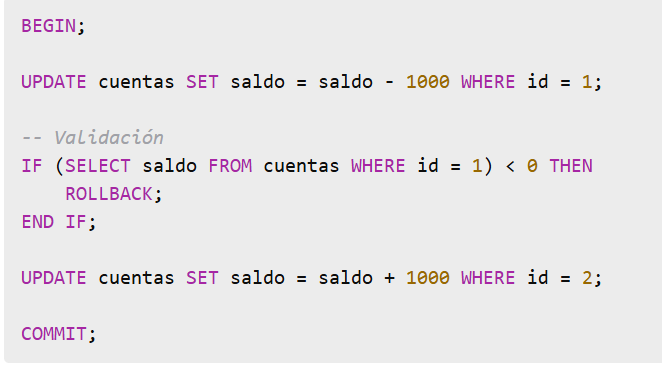 BEGIN;
UPDATE cuentas SET saldo = saldo - 1000 WHERE id = 1;
-- Validación
IF (SELECT saldo FROM cuentas WHERE id = 1) < 0 THEN
    ROLLBACK;
END IF;
UPDATE cuentas SET saldo = saldo + 1000 WHERE id = 2;
COMMIT;